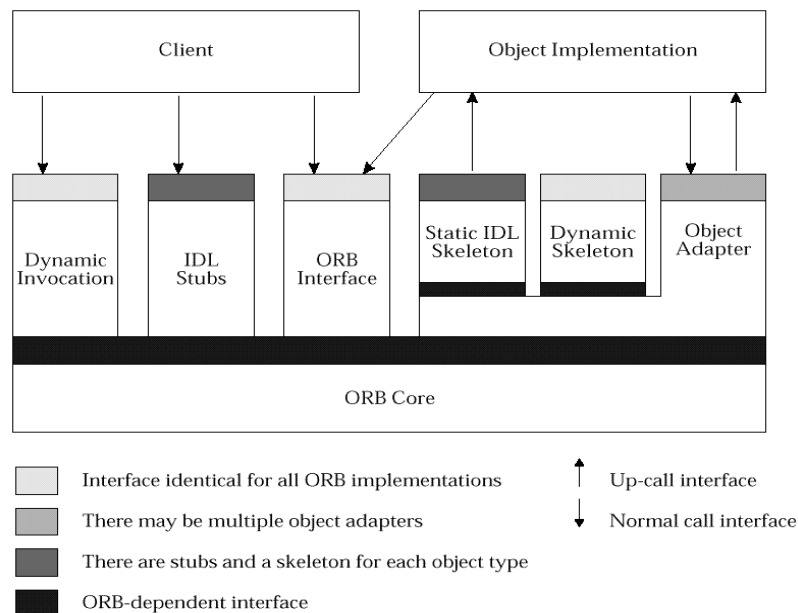 Client
Object Implementation
Dynamic
Invocation
IDL
Stubs
ORB
Interface
Static IDL
Skeleton
Dynamic
Skeleton
Object
Adapter
ORB Core
Interface identical for all ORB implementations
There may be multiple object adapters
There are stubs and a skeleton for each object type
ORB-dependent interface
Up-call interface
Normal call interface